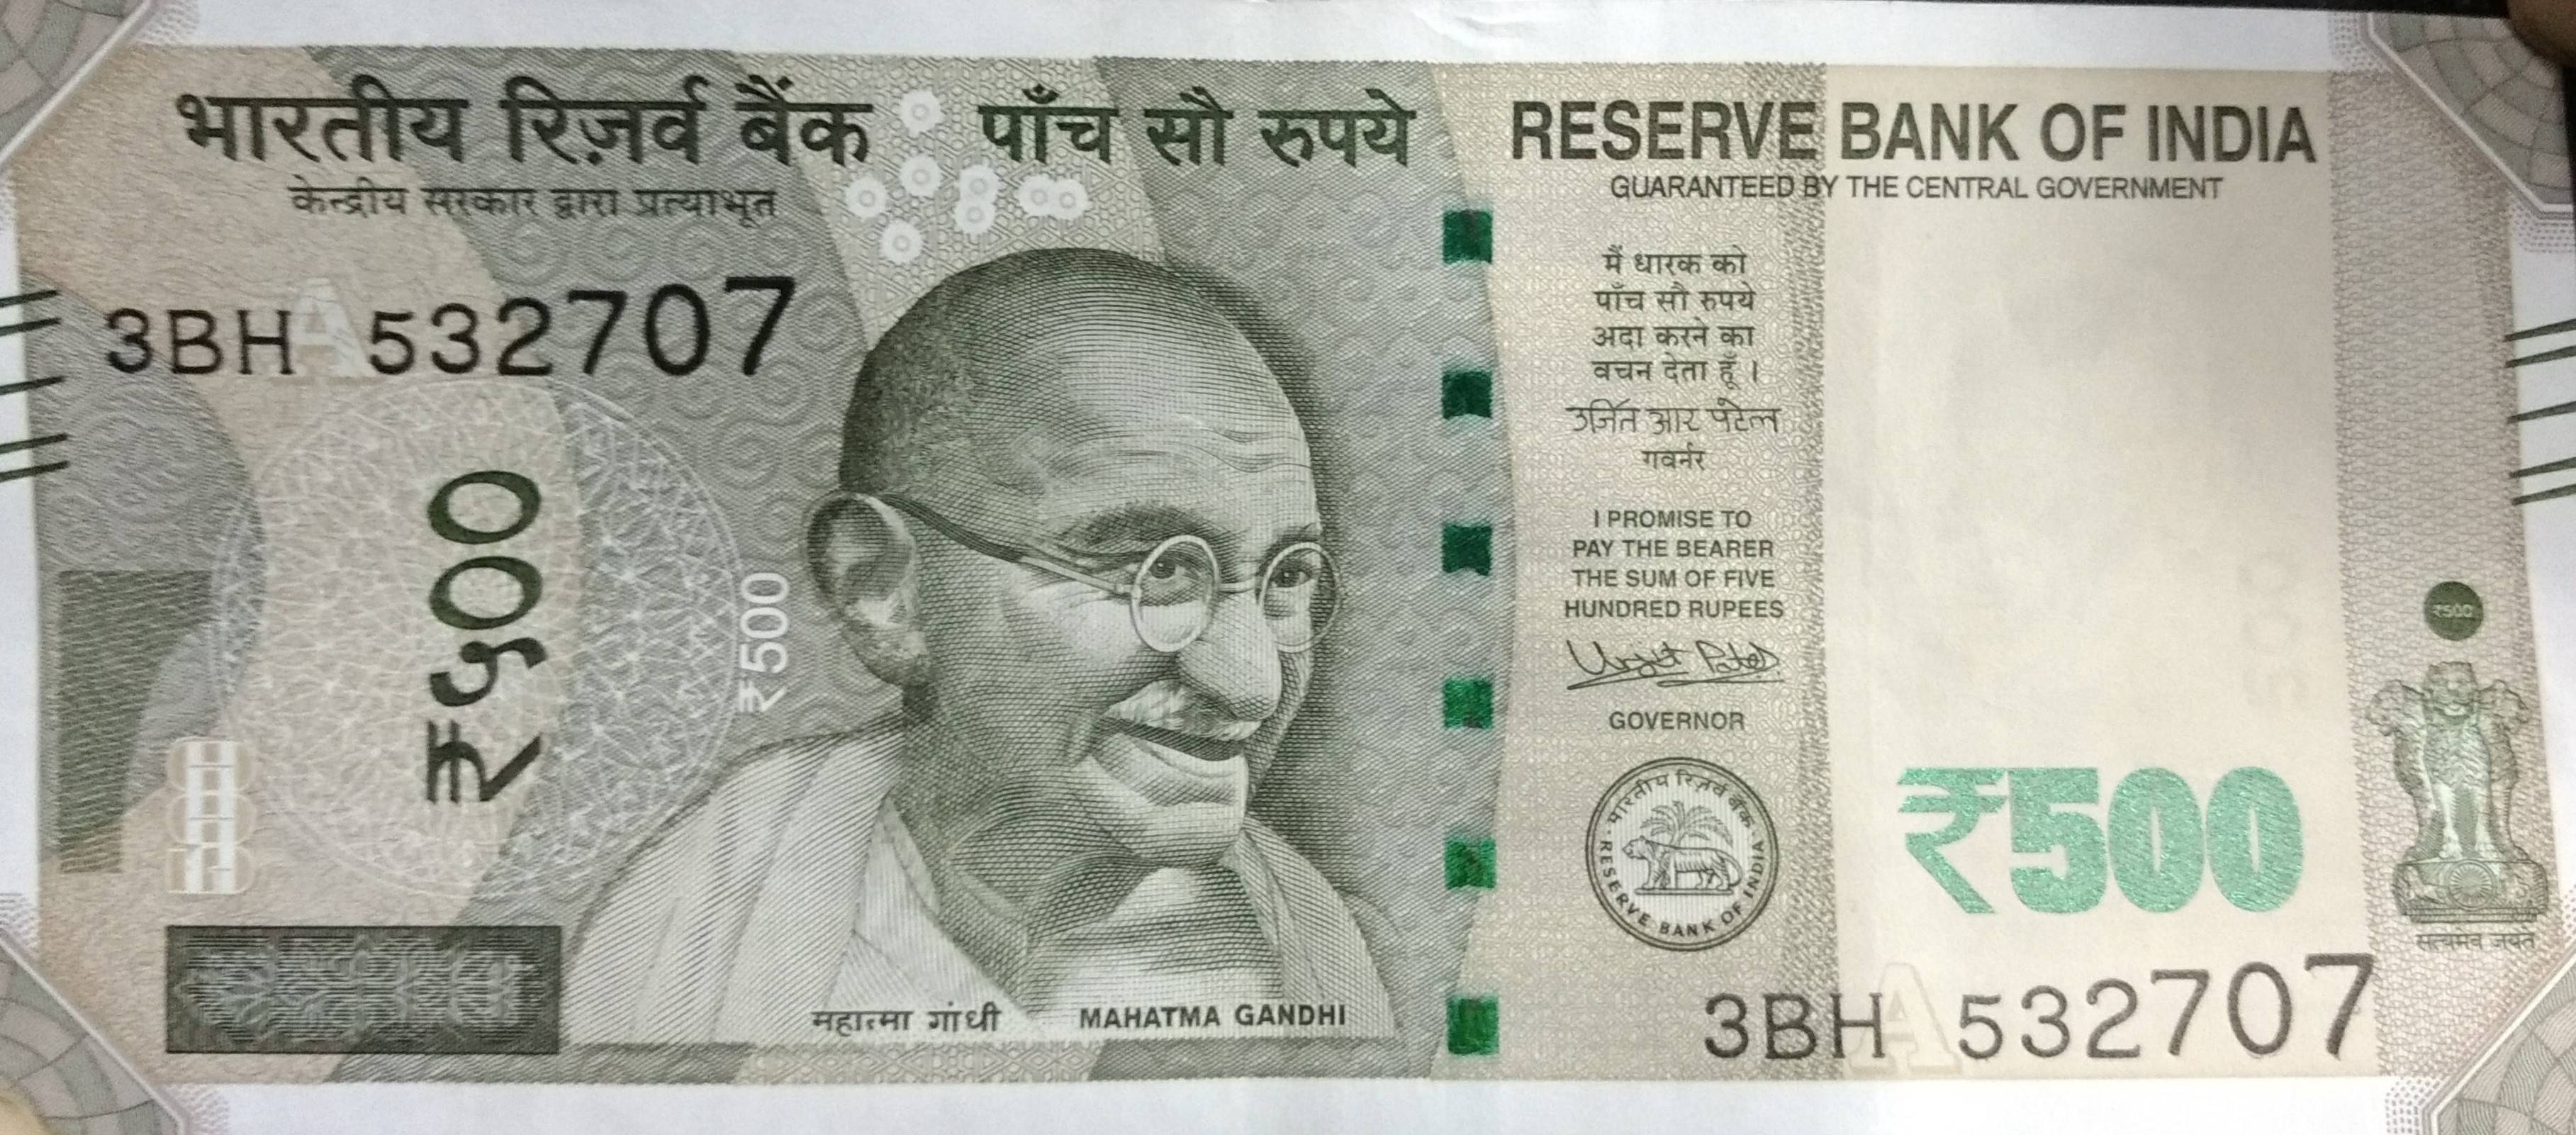 भारतीय रिज़र्व बैंक
केन्द्रीय सरकार द्वारा प्रत्याभूत
पाँच सौ रुपये
RESERVE BANK OF INDIA
GUARANTEED BY THE CENTRAL GOVERNMENT
3BH 532707
A
₹५००
₹500
महात्मा गांधी
MAHATMA GANDHI
मैं धारक को
पाँच सौ रुपये
अदा करने का
वचन देता हूँ।
उर्जित आर पटेल
गवर्नर
I PROMISE TO
PAY THE BEARER
THE SUM OF FIVE
HUNDRED RUPEES
Urjit Patel
GOVERNOR
भारतीय रिज़र्व बैंक
RESERVE BANK OF INDIA
₹500
₹500
सत्यमेव जयते
3BH 532707
A